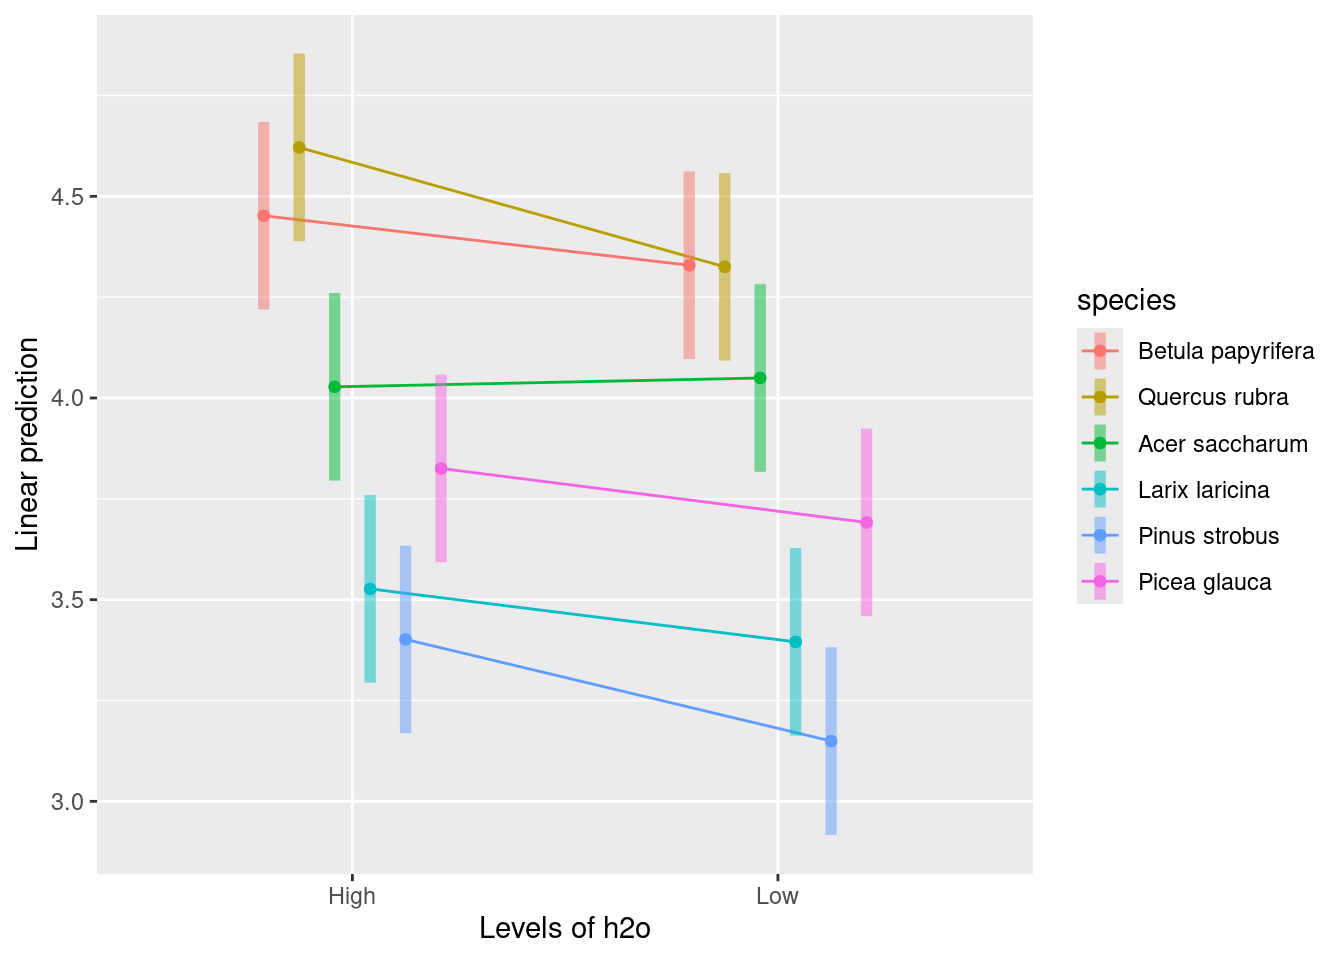 4.5
4.0
3.5
3.0
Linear prediction
High
Low
Levels of h2o
species
Betula papyrifera
Quercus rubra
Acer saccharum
Larix laricina
Pinus strobus
Picea glauca